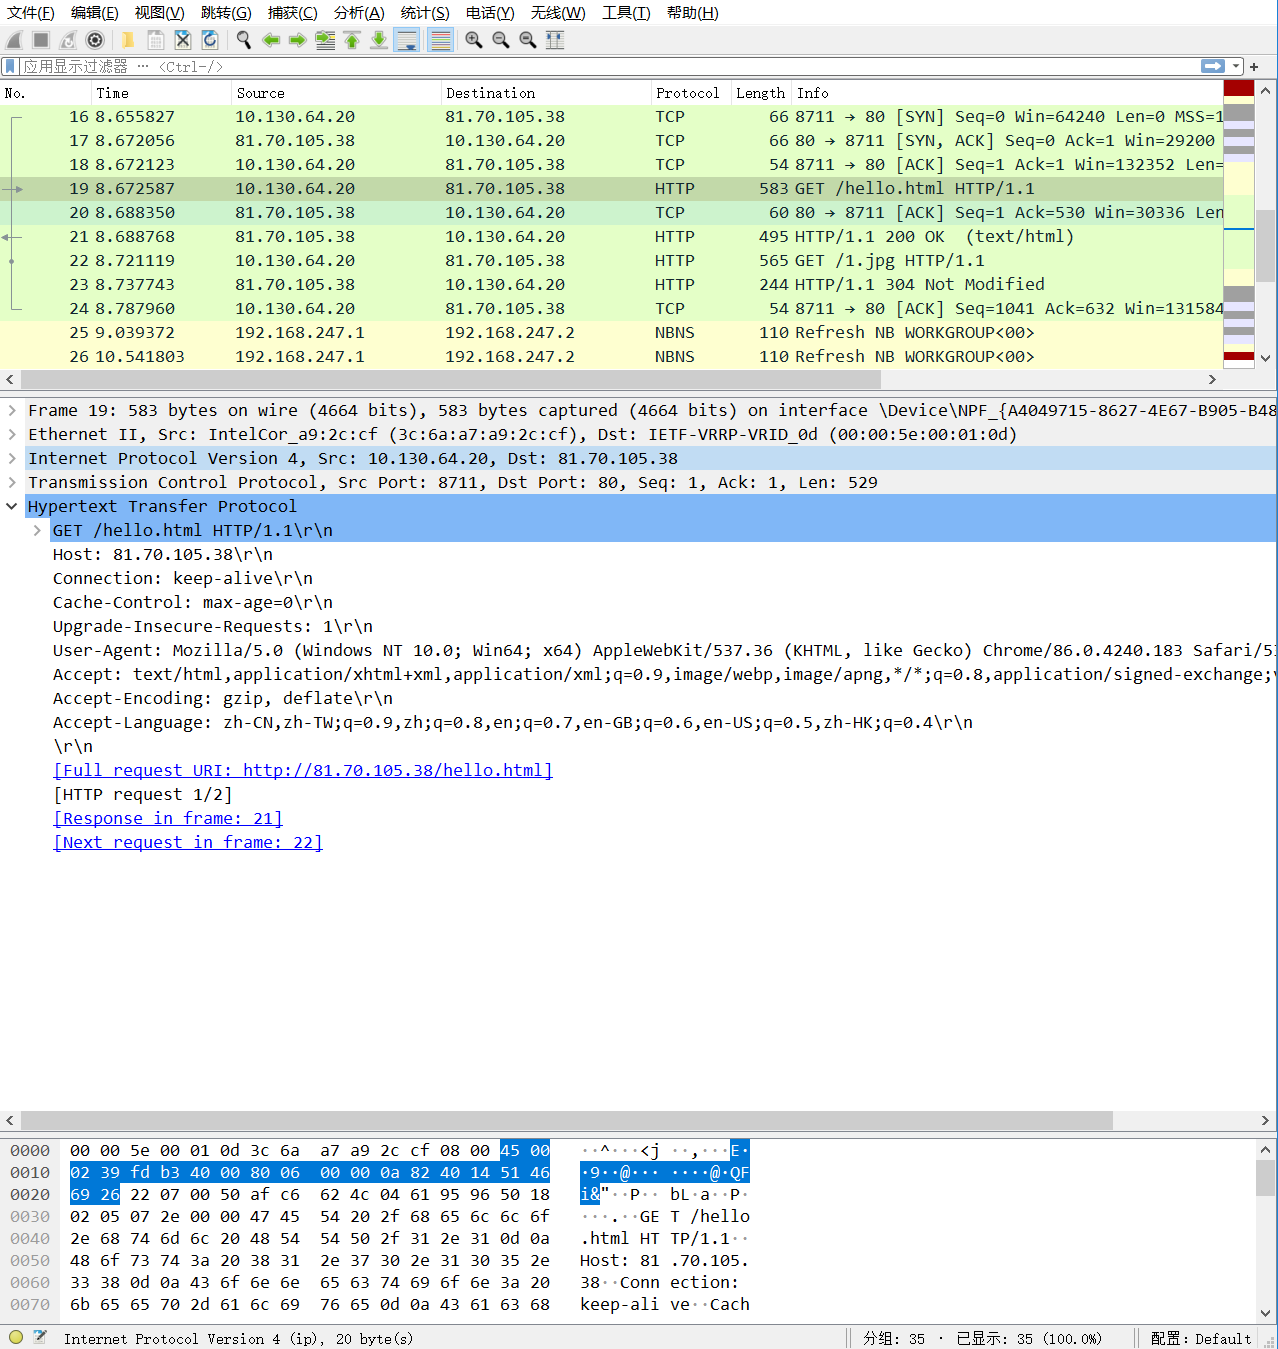 文件(F) 编辑(E) 视图(V) 跳转(G) 捕获(C) 分析(A) 统计(S) 电话(Y) 无线(W) 工具(T) 帮助(H)
应用显示过滤器 … <Ctrl-/>
No. Time Source Destination Protocol Length Info
16 8.655827 10.130.64.20 81.70.105.38 TCP 66 8711 → 80 [SYN] Seq=0 Win=64240 Len=0 MSS=1
17 8.672056 81.70.105.38 10.130.64.20 TCP 66 80 → 8711 [SYN, ACK] Seq=0 Ack=1 Win=29200
18 8.672123 10.130.64.20 81.70.105.38 TCP 54 8711 → 80 [ACK] Seq=1 Ack=1 Win=132352 Len=
19 8.672587 10.130.64.20 81.70.105.38 HTTP 583 GET /hello.html HTTP/1.1
20 8.688350 81.70.105.38 10.130.64.20 TCP 60 80 → 8711 [ACK] Seq=1 Ack=530 Win=30336 Len
21 8.688768 81.70.105.38 10.130.64.20 HTTP 495 HTTP/1.1 200 OK (text/html)
22 8.721119 10.130.64.20 81.70.105.38 HTTP 565 GET /1.jpg HTTP/1.1
23 8.737743 81.70.105.38 10.130.64.20 HTTP 244 HTTP/1.1 304 Not Modified
24 8.787960 10.130.64.20 81.70.105.38 TCP 54 8711 → 80 [ACK] Seq=1041 Ack=632 Win=131584
25 9.039372 192.168.247.1 192.168.247.2 NBNS 110 Refresh NB WORKGROUP<00>
26 10.541803 192.168.247.1 192.168.247.2 NBNS 110 Refresh NB WORKGROUP<00>
Frame 19: 583 bytes on wire (4664 bits), 583 bytes captured (4664 bits) on interface \Device\NPF_{A4049715-8627-4E67-B905-B48
Ethernet II, Src: IntelCor_a9:2c:cf (3c:6a:a7:a9:2c:cf), Dst: IETF-VRRP-VRID_0d (00:00:5e:00:01:0d)
Internet Protocol Version 4, Src: 10.130.64.20, Dst: 81.70.105.38
Transmission Control Protocol, Src Port: 8711, Dst Port: 80, Seq: 1, Ack: 1, Len: 529
Hypertext Transfer Protocol
GET /hello.html HTTP/1.1\r\n
Host: 81.70.105.38\r\n
Connection: keep-alive\r\n
Cache-Control: max-age=0\r\n
Upgrade-Insecure-Requests: 1\r\n
User-Agent: Mozilla/5.0 (Windows NT 10.0; Win64; x64) AppleWebKit/537.36 (KHTML, like Gecko) Chrome/86.0.4240.183 Safari/53
Accept: text/html,application/xhtml+xml,application/xml;q=0.9,image/webp,image/apng,*/*;q=0.8,application/signed-exchange;v
Accept-Encoding: gzip, deflate\r\n
Accept-Language: zh-CN,zh-TW;q=0.9,zh;q=0.8,en;q=0.7,en-GB;q=0.6,en-US;q=0.5,zh-HK;q=0.4\r\n
\r\n
[Full request URI: http://81.70.105.38/hello.html]
[HTTP request 1/2]
[Response in frame: 21]
[Next request in frame: 22]
0000 00 00 5e 00 01 0d 3c 6a a7 a9 2c cf 08 00 45 00 ··^···<j ··,···E·
0010 02 39 fd b3 40 00 80 06 00 00 0a 82 40 14 51 46 ·9··@··· ····@·QF
0020 69 26 22 07 00 50 af c6 62 4c 04 61 95 96 50 18 i&"··P·· bL·a··P·
0030 02 05 07 2e 00 00 47 45 54 20 2f 68 65 6c 6c 6f ···.··GE T /hello
0040 2e 68 74 6d 6c 20 48 54 54 50 2f 31 2e 31 0d 0a .html HT TP/1.1··
0050 48 6f 73 74 3a 20 38 31 2e 37 30 2e 31 30 35 2e Host: 81 .70.105.
0060 33 38 0d 0a 43 6f 6e 6e 65 63 74 69 6f 6e 3a 20 38··Conn ection:
0070 6b 65 65 70 2d 61 6c 69 76 65 0d 0a 43 61 63 68 keep-ali ve··Cach
Internet Protocol Version 4 (ip), 20 byte(s) 分组: 35 · 已显示: 35 (100.0%) 配置: Default